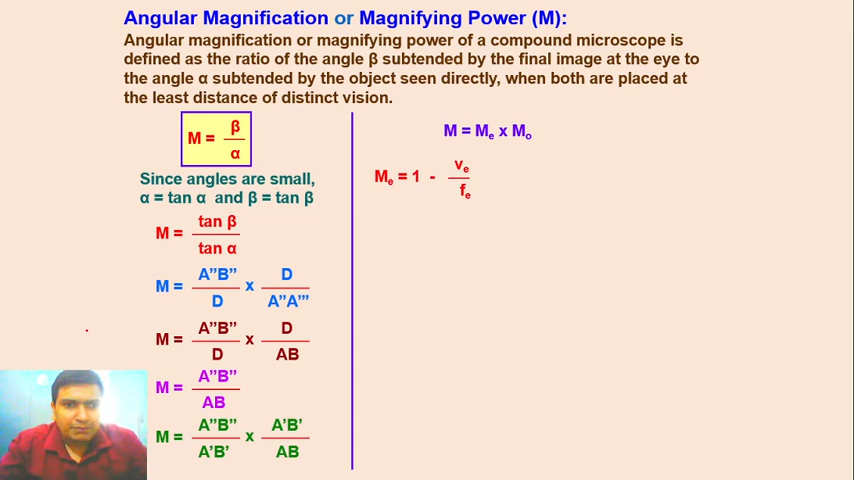 Angular Magnification or Magnifying Power (M):
Angular magnification or magnifying power of a compound microscope is
defined as the ratio of the angle β subtended by the final image at the eye to
the angle α subtended by the object seen directly, when both are placed at
the least distance of distinct vision.
M = β / α
Since angles are small,
α = tan α and β = tan β
M = tan β / tan α
M = A”B” / D x D / A”A”’
M = A”B” / D x D / AB
M = A”B” / AB
M = A”B” / A’B’ x A’B’ / AB
M = Mₑ x Mₒ
Mₑ = 1 - vₑ / fₑ